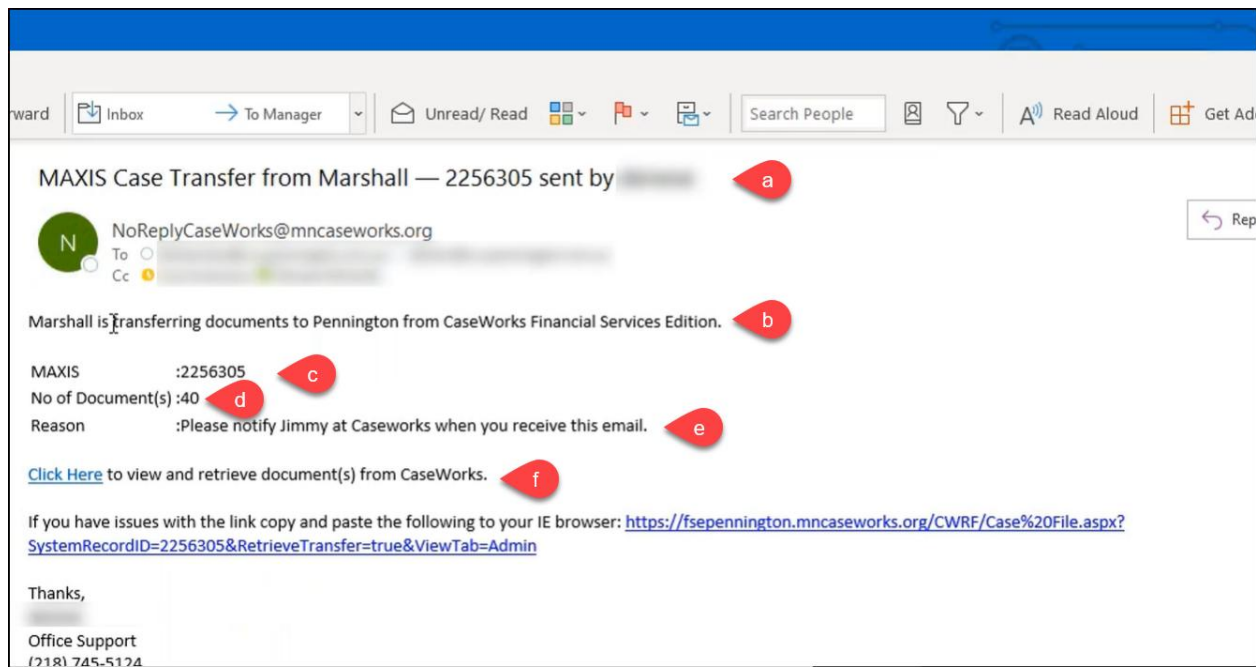 Inbox To Manager Unread/ Read Search People Read Aloud Get
MAXIS Case Transfer from Marshall — 2256305 sent by
a
N
NoReplyCaseWorks@mncaseworks.org
To
Cc
Marshall is transferring documents to Pennington from CaseWorks Financial Services Edition.
b
MAXIS :2256305
c
No of Document(s) :40
d
Reason :Please notify Jimmy at Caseworks when you receive this email.
e
Click Here to view and retrieve document(s) from CaseWorks.
f
If you have issues with the link copy and paste the following to your IE browser: https://fsepennington.mncaseworks.org/CWRF/Case%20File.aspx?
SystemRecordID=2256305&RetrieveTransfer=true&ViewTab=Admin
Thanks,
Office Support
(218) 745-5124